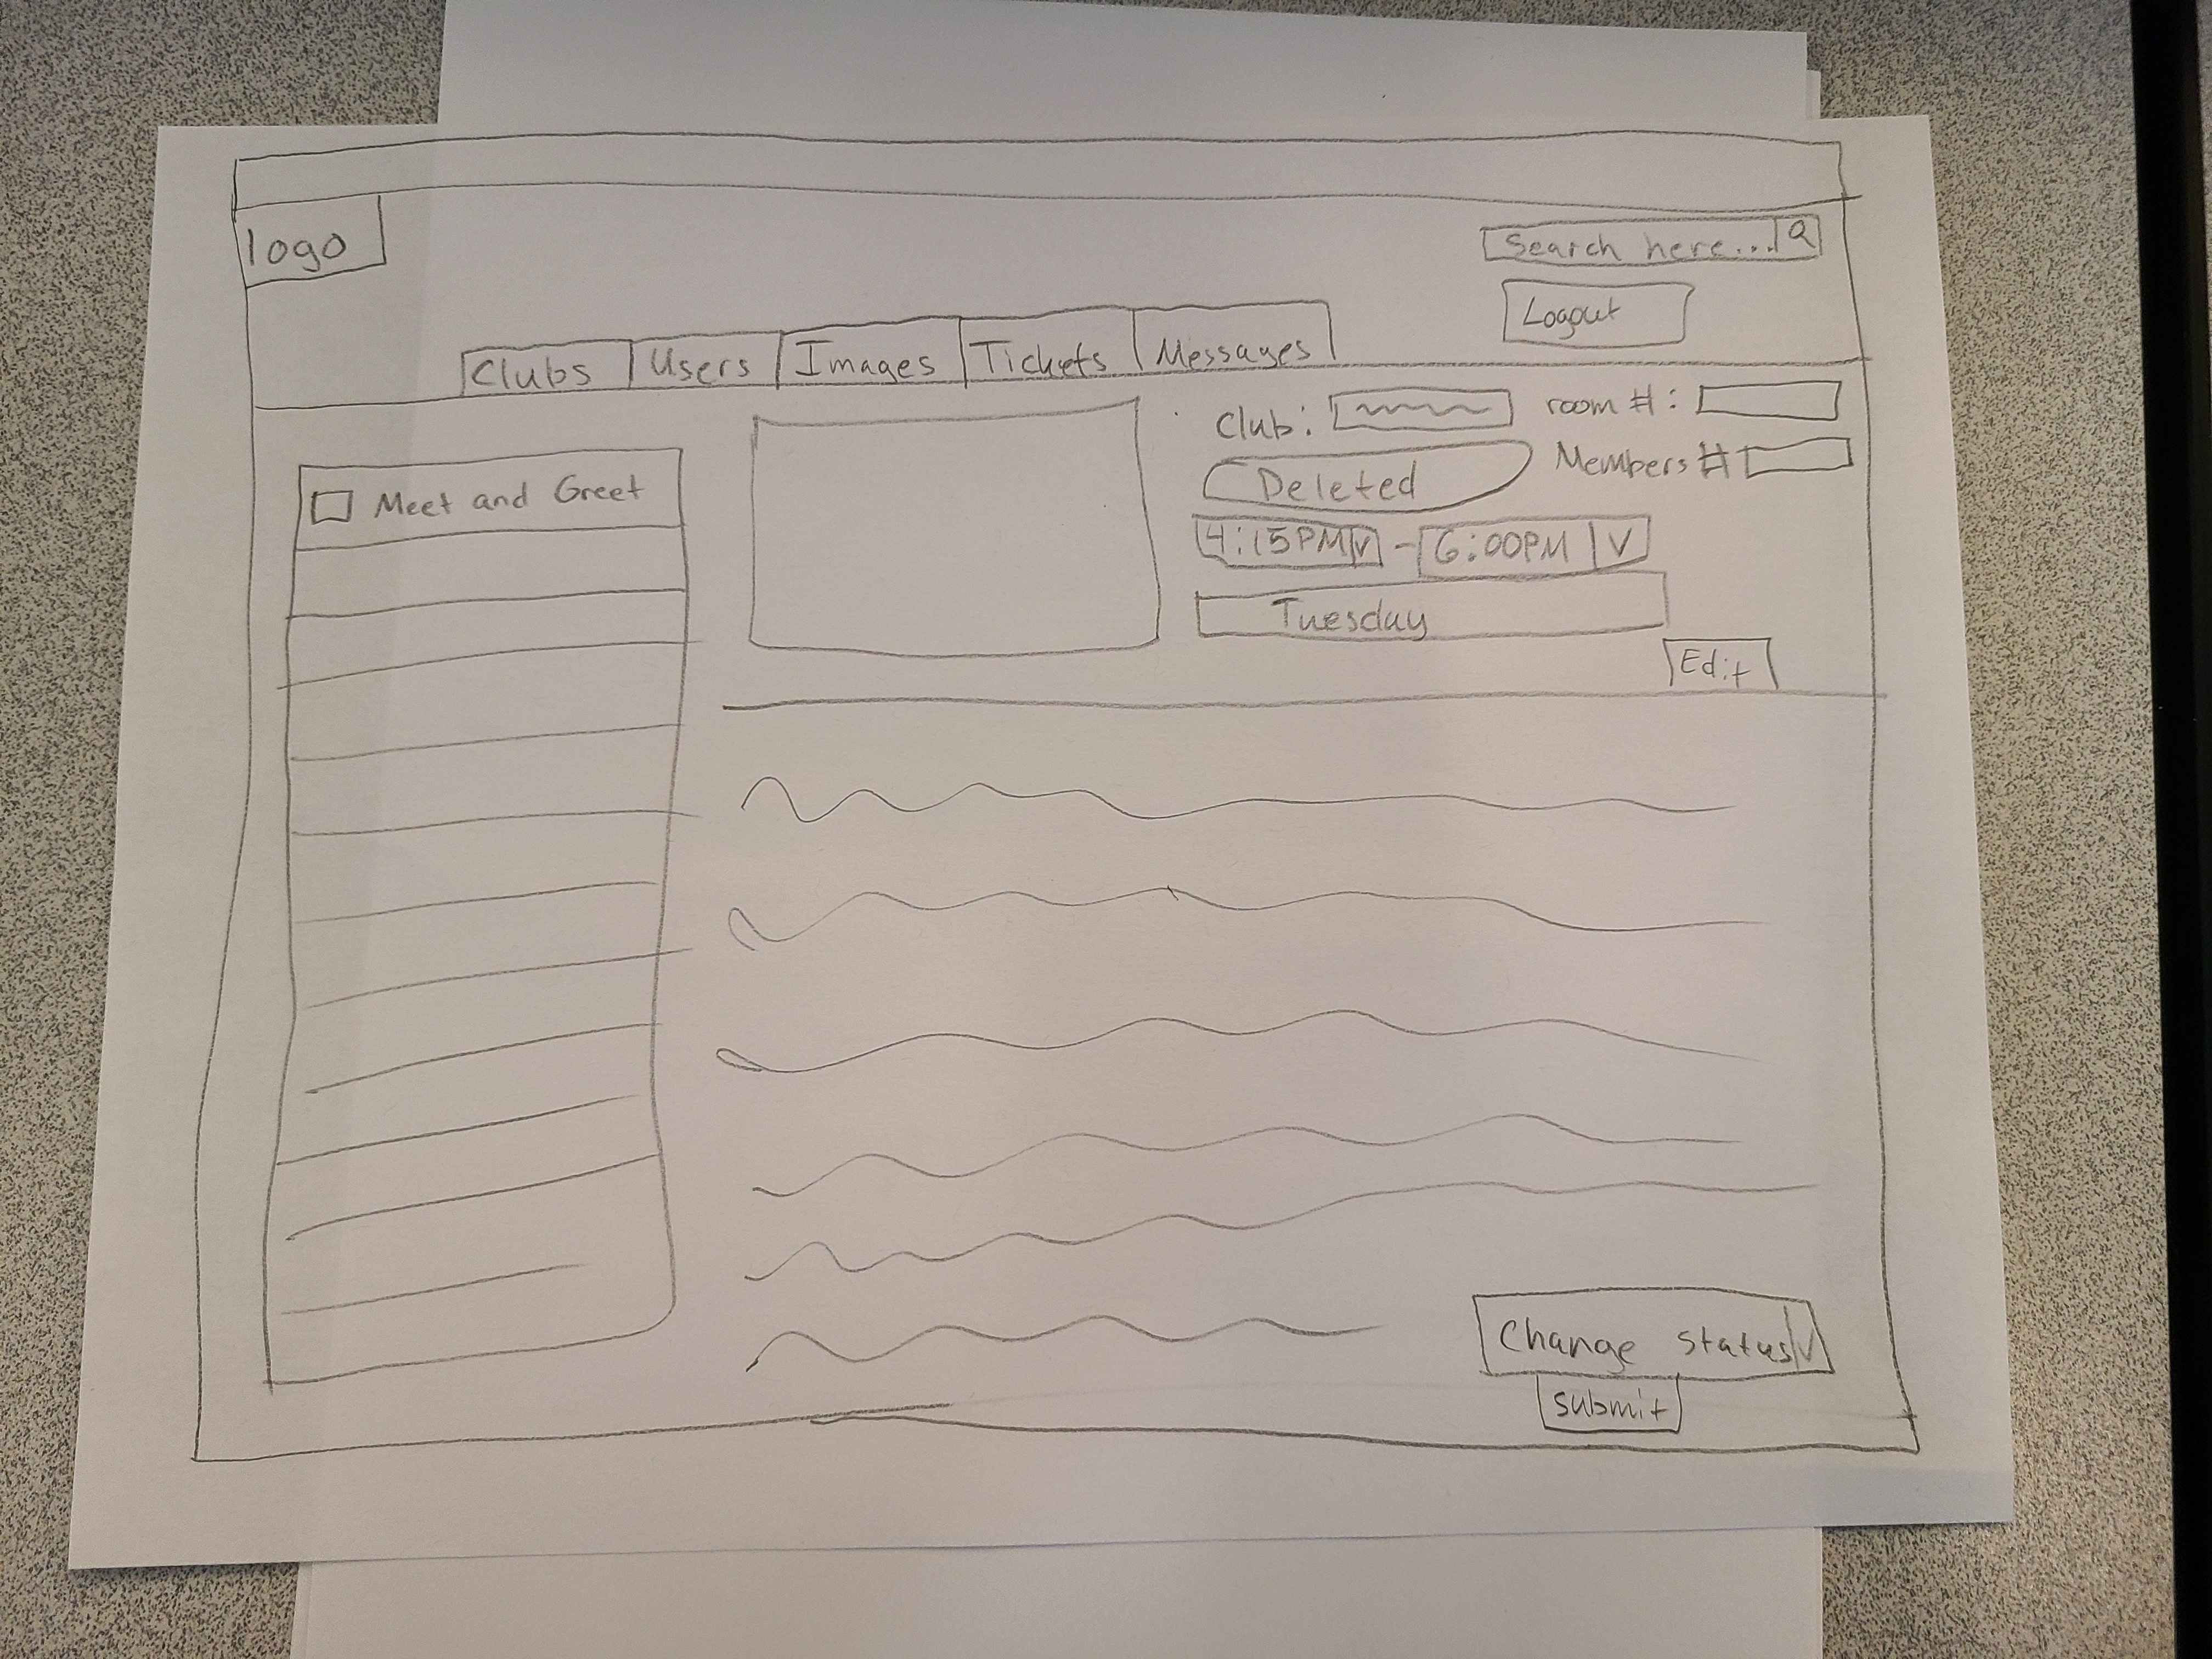 logo
Search here...
Logout
Clubs Users Images Tickets Messages
Meet and Greet
Club: room #:
Deleted Members #
4:15PM V - 6:00PM V
Tuesday
Edit
Change status V
Submit